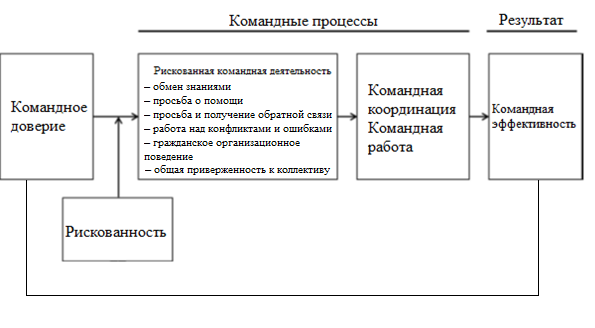 Командные процессы
Результат
Командное
доверие
Рискованная командная деятельность
– обмен знаниями
– просьба о помощи
– просьба и получение обратной связи
– работа над конфликтами и ошибками
– гражданское организационное
поведение
– общая приверженность к коллективу
Командная
координация
Командная
работа
Командная
эффективность
Рискованность